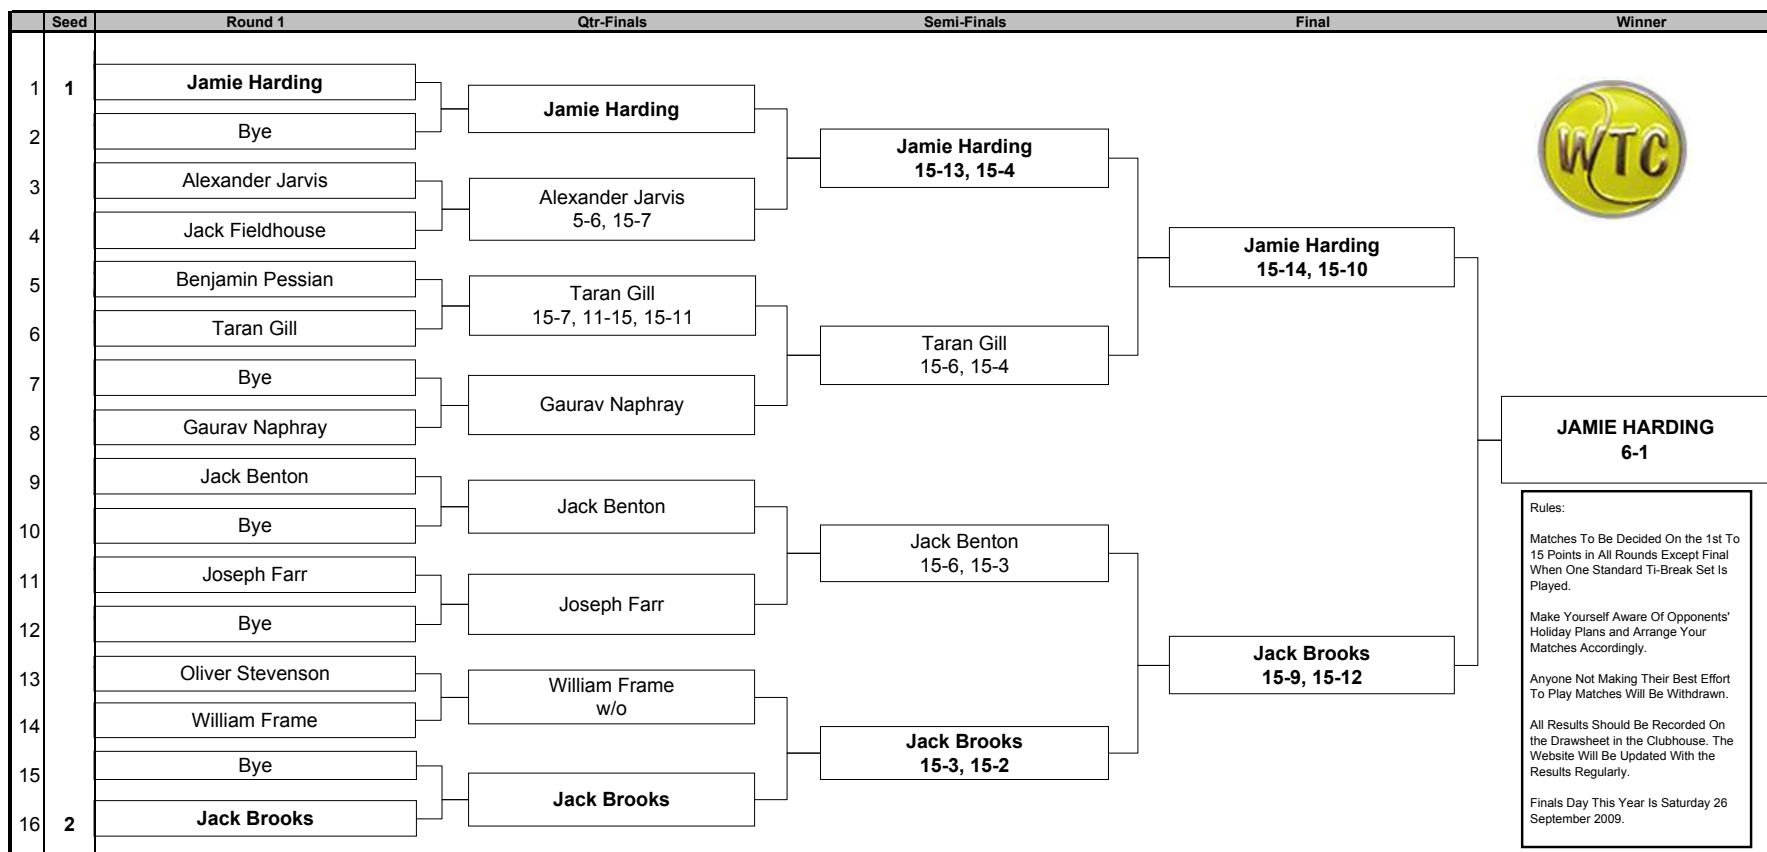 Seed Round 1 Qtr-Finals Semi-Finals Final Winner
1 1 Jamie Harding
2 Bye
3 Alexander Jarvis
4 Jack Fieldhouse
5 Benjamin Pessian
6 Taran Gill
7 Bye
8 Gaurav Naphray
9 Jack Benton
10 Bye
11 Joseph Farr
12 Bye
13 Oliver Stevenson
14 William Frame
15 Bye
16 2 Jack Brooks
Jamie Harding
Alexander Jarvis
5-6, 15-7
Taran Gill
15-7, 11-15, 15-11
Gaurav Naphray
Jack Benton
Joseph Farr
William Frame
w/o
Jack Brooks
Jamie Harding
15-13, 15-4
Taran Gill
15-6, 15-4
Jack Benton
15-6, 15-3
Jack Brooks
15-3, 15-2
Jamie Harding
15-14, 15-10
Jack Brooks
15-9, 15-12
WTC
JAMIE HARDING
6-1
Rules:
Matches To Be Decided On the 1st To
15 Points in All Rounds Except Final
When One Standard Ti-Break Set Is
Played.
Make Yourself Aware Of Opponents'
Holiday Plans and Arrange Your
Matches Accordingly.
Anyone Not Making Their Best Effort
To Play Matches Will Be Withdrawn.
All Results Should Be Recorded On
the Drawsheet in the Clubhouse. The
Website Will Be Updated With the
Results Regularly.
Finals Day This Year Is Saturday 26
September 2009.